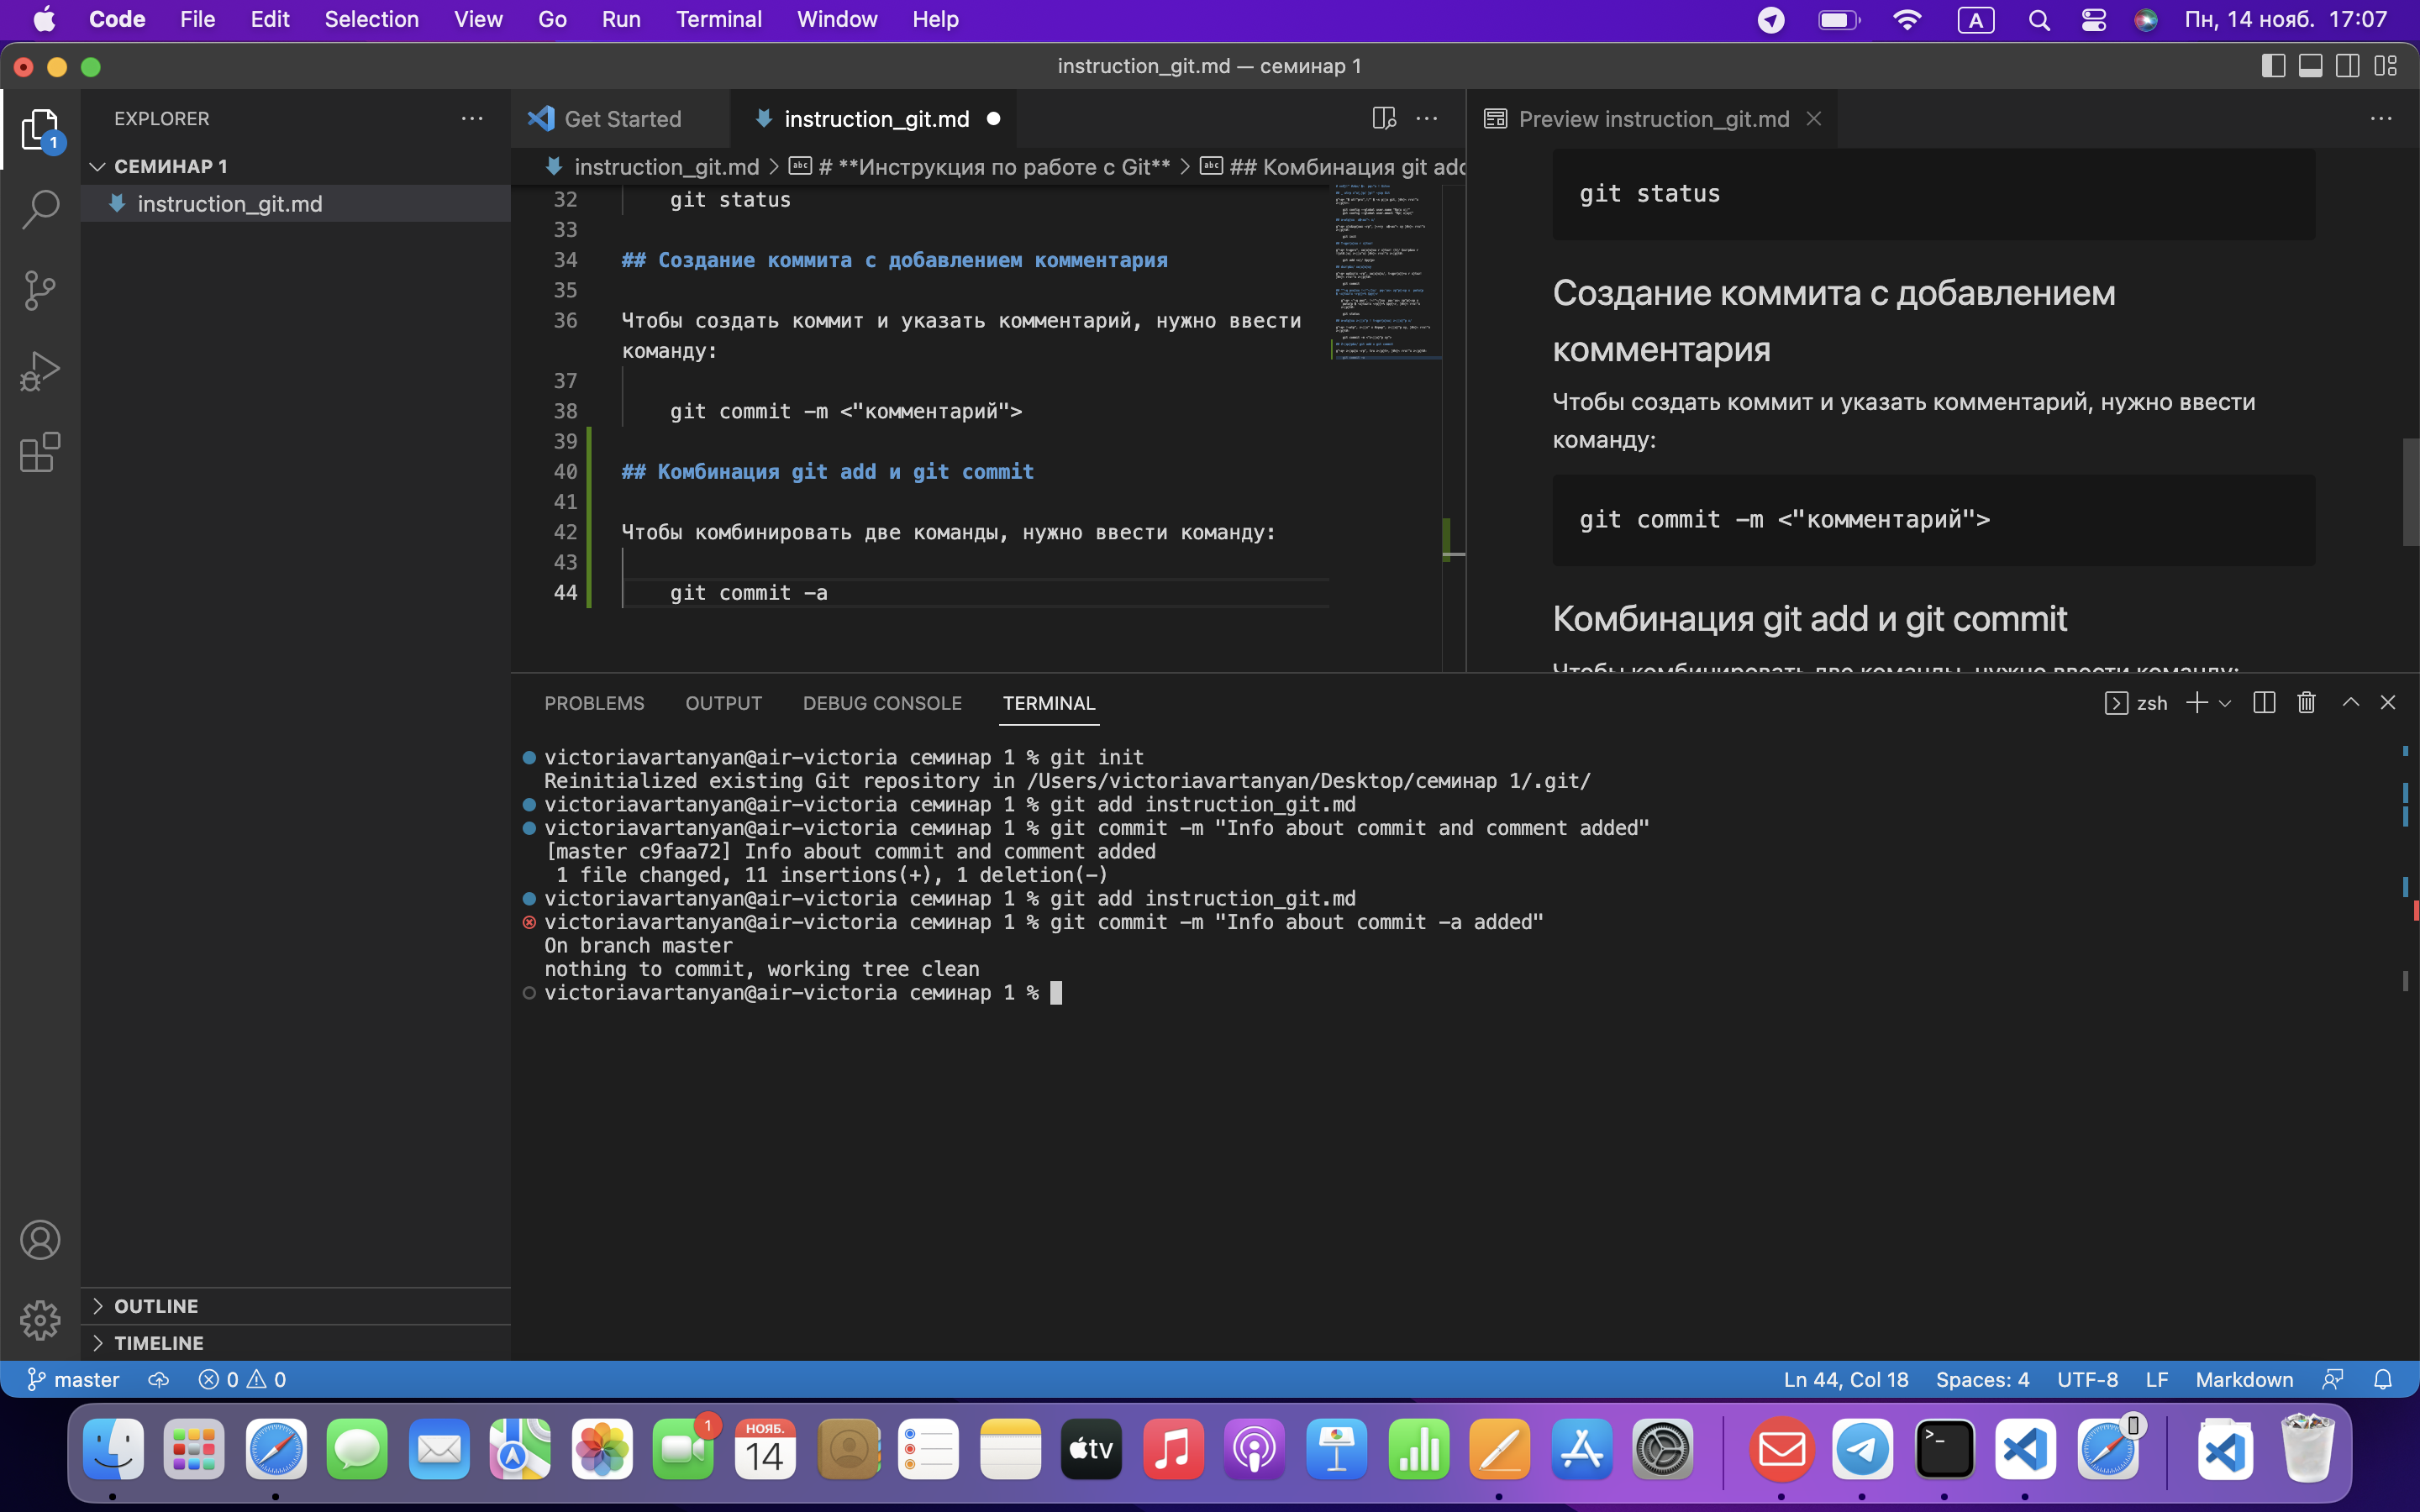 Code File Edit Selection View Go Run Terminal Window Help A Пн, 14 нояб. 17:07
instruction_git.md — семинар 1
1
EXPLORER
СЕМИНАР 1
instruction_git.md
OUTLINE
TIMELINE
Get Started instruction_git.md
instruction_git.md > # **Инструкция по работе с Git** > ## Комбинация git add
32 git status
33
34 ## Создание коммита с добавлением комментария
35
36 Чтобы создать коммит и указать комментарий, нужно ввести
команду:
37
38 git commit -m <"комментарий">
39
40 ## Комбинация git add и git commit
41
42 Чтобы комбинировать две команды, нужно ввести команду:
43
44 git commit -a
Preview instruction_git.md
git status
Создание коммита с добавлением
комментария
Чтобы создать коммит и указать комментарий, нужно ввести
команду:
git commit -m <"комментарий">
Комбинация git add и git commit
Чтобы комбинировать две команды, нужно ввести команду:
PROBLEMS OUTPUT DEBUG CONSOLE TERMINAL zsh
victoriavartanyan@air-victoria семинар 1 % git init
Reinitialized existing Git repository in /Users/victoriavartanyan/Desktop/семинар 1/.git/
victoriavartanyan@air-victoria семинар 1 % git add instruction_git.md
victoriavartanyan@air-victoria семинар 1 % git commit -m "Info about commit and comment added"
[master c9faa72] Info about commit and comment added
1 file changed, 11 insertions(+), 1 deletion(-)
victoriavartanyan@air-victoria семинар 1 % git add instruction_git.md
victoriavartanyan@air-victoria семинар 1 % git commit -m "Info about commit -a added"
On branch master
nothing to commit, working tree clean
victoriavartanyan@air-victoria семинар 1 %
master 0 0 Ln 44, Col 18 Spaces: 4 UTF-8 LF Markdown
1
НОЯБ.
14
tv